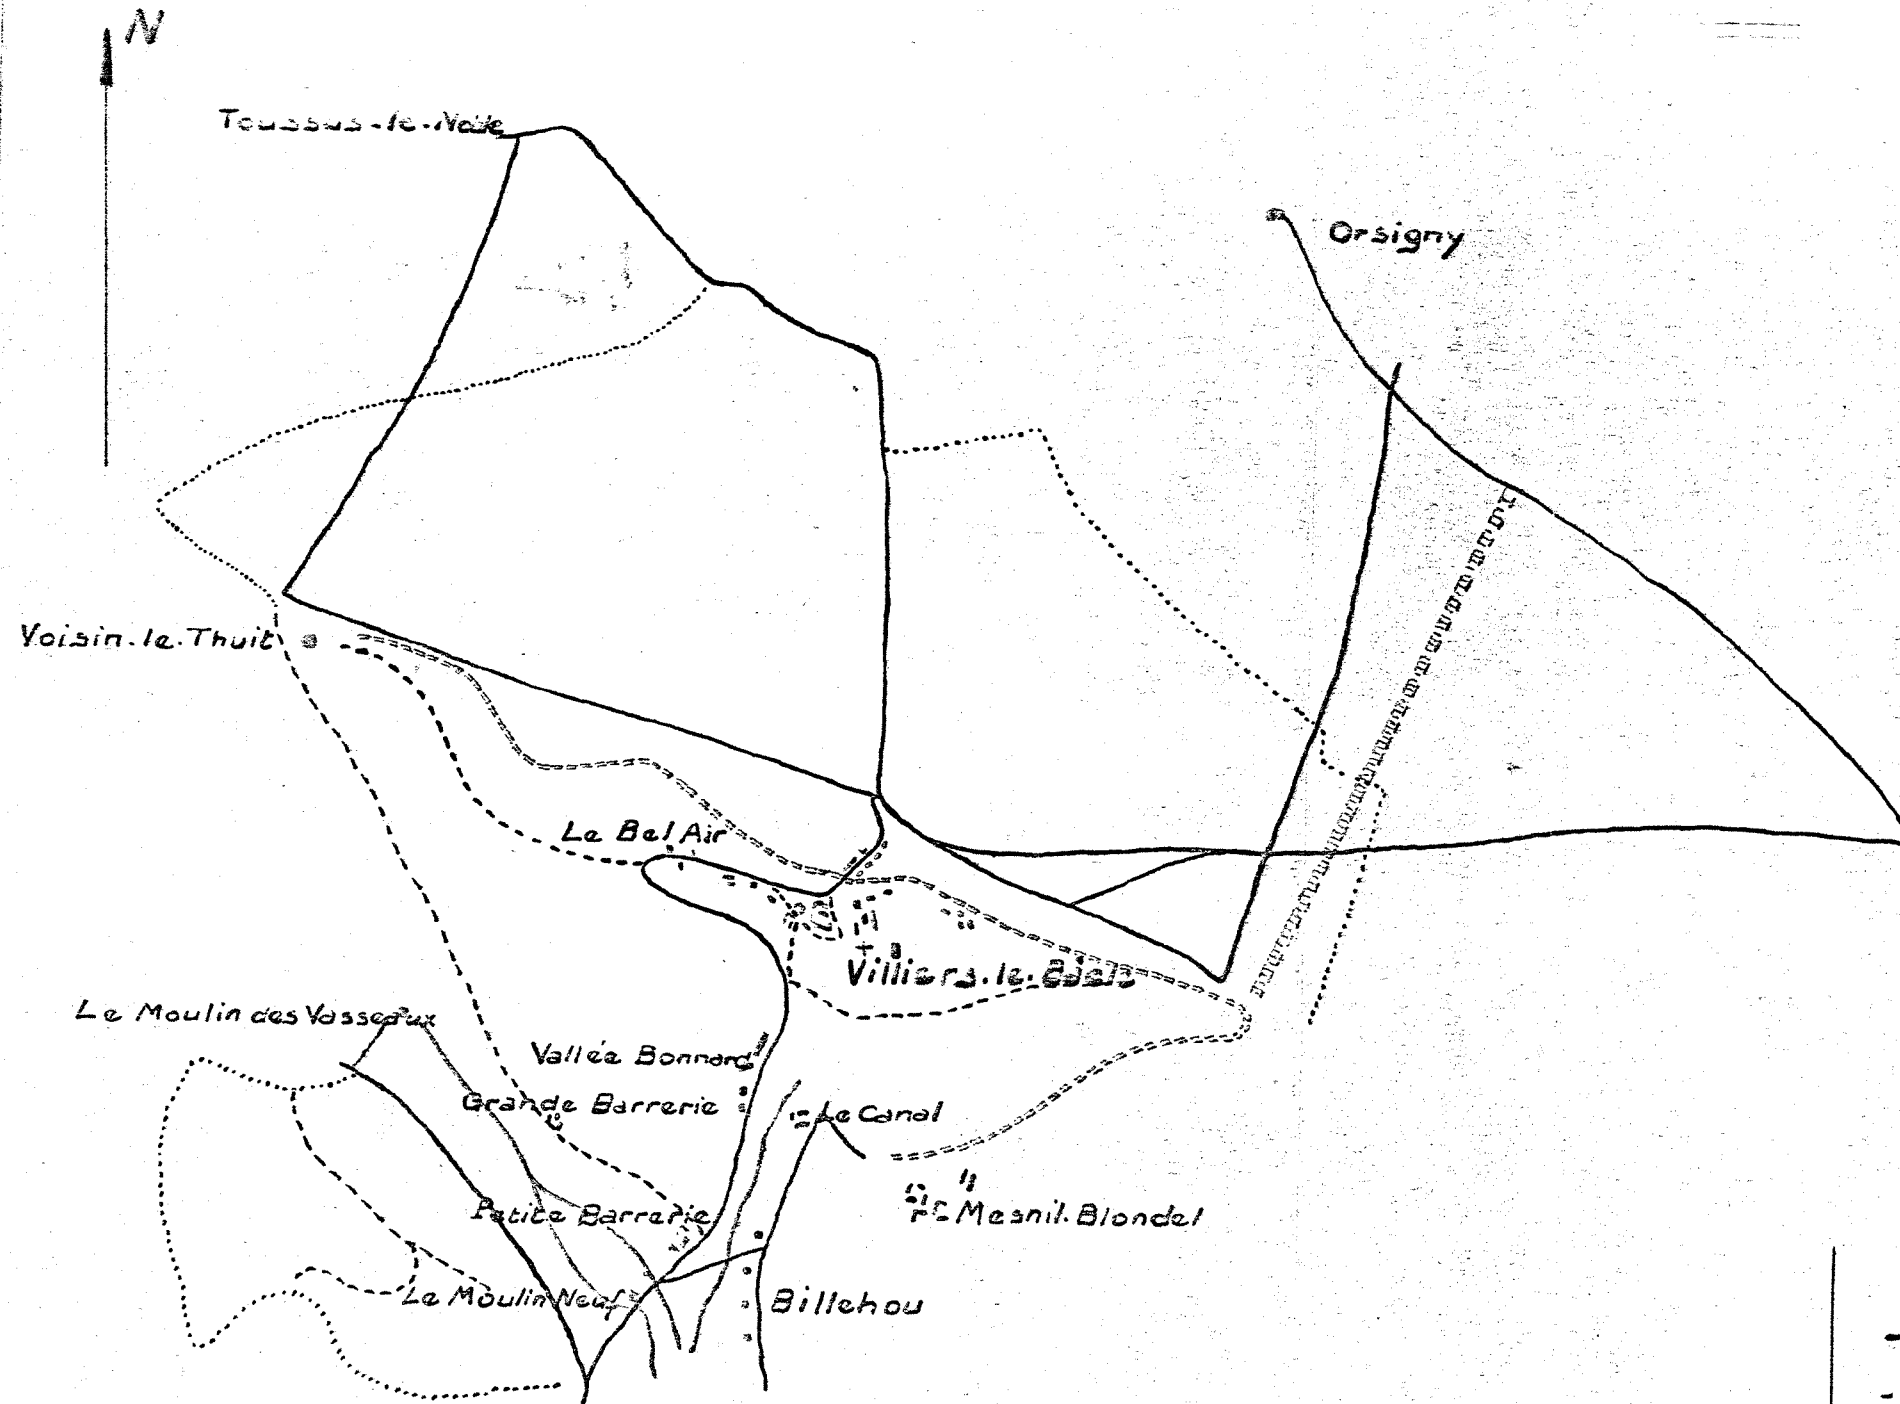 N
Toussus-le-Noble
Orsigny
Voisin-le-Thuit
Le Bel Air
Villiers-le-Bâcle
Le Moulin des Vasseaux
Vallée Bonnard
Grande Barrerie
Le Canal
Petite Barrerie
Mesnil-Blondel
Le Moulin Neuf
Billehou